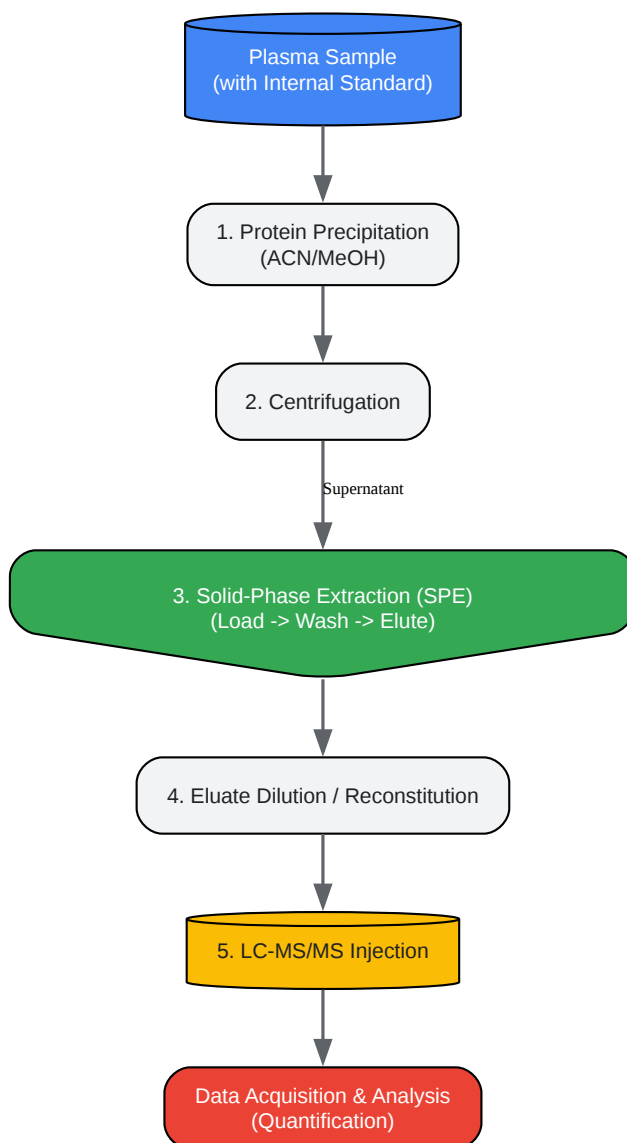 Plasma Sample
(with Internal Standard)
1. Protein Precipitation
(ACN/MeOH)
2. Centrifugation
Supernatant
3. Solid-Phase Extraction (SPE)
(Load -> Wash -> Elute)
4. Eluate Dilution / Reconstitution
5. LC-MS/MS Injection
Data Acquisition & Analysis
(Quantification)